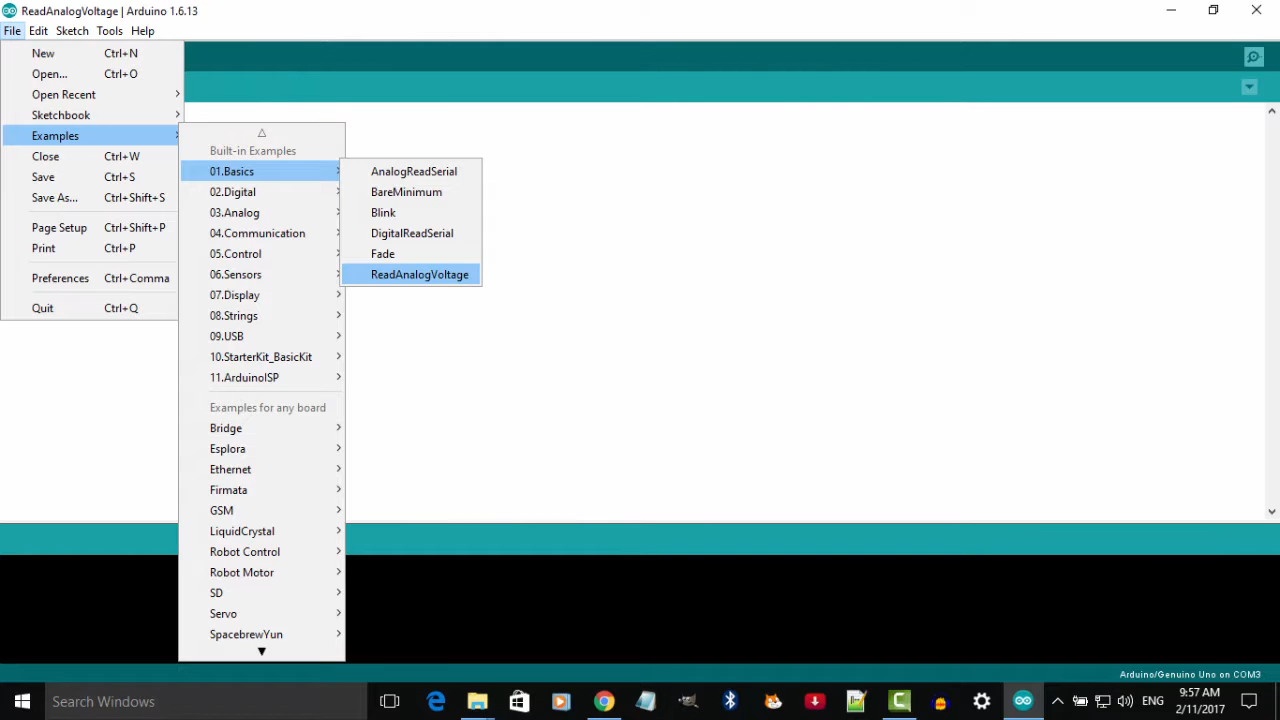 ReadAnalogVoltage | Arduino 1.6.13
File Edit Sketch Tools Help
New Ctrl+N
Open... Ctrl+O
Open Recent
Sketchbook
Examples
Close Ctrl+W
Save Ctrl+S
Save As... Ctrl+Shift+S
Page Setup Ctrl+Shift+P
Print Ctrl+P
Preferences Ctrl+Comma
Quit Ctrl+Q
Built-in Examples
01.Basics
02.Digital
03.Analog
04.Communication
05.Control
06.Sensors
07.Display
08.Strings
09.USB
10.StarterKit_BasicKit
11.ArduinoISP
Examples for any board
Bridge
Esplora
Ethernet
Firmata
GSM
LiquidCrystal
Robot Control
Robot Motor
SD
Servo
SpacebrewYun
AnalogReadSerial
BareMinimum
Blink
DigitalReadSerial
Fade
ReadAnalogVoltage
Arduino/Genuino Uno on COM3
Search Windows
ENG
9:57 AM
2/11/2017